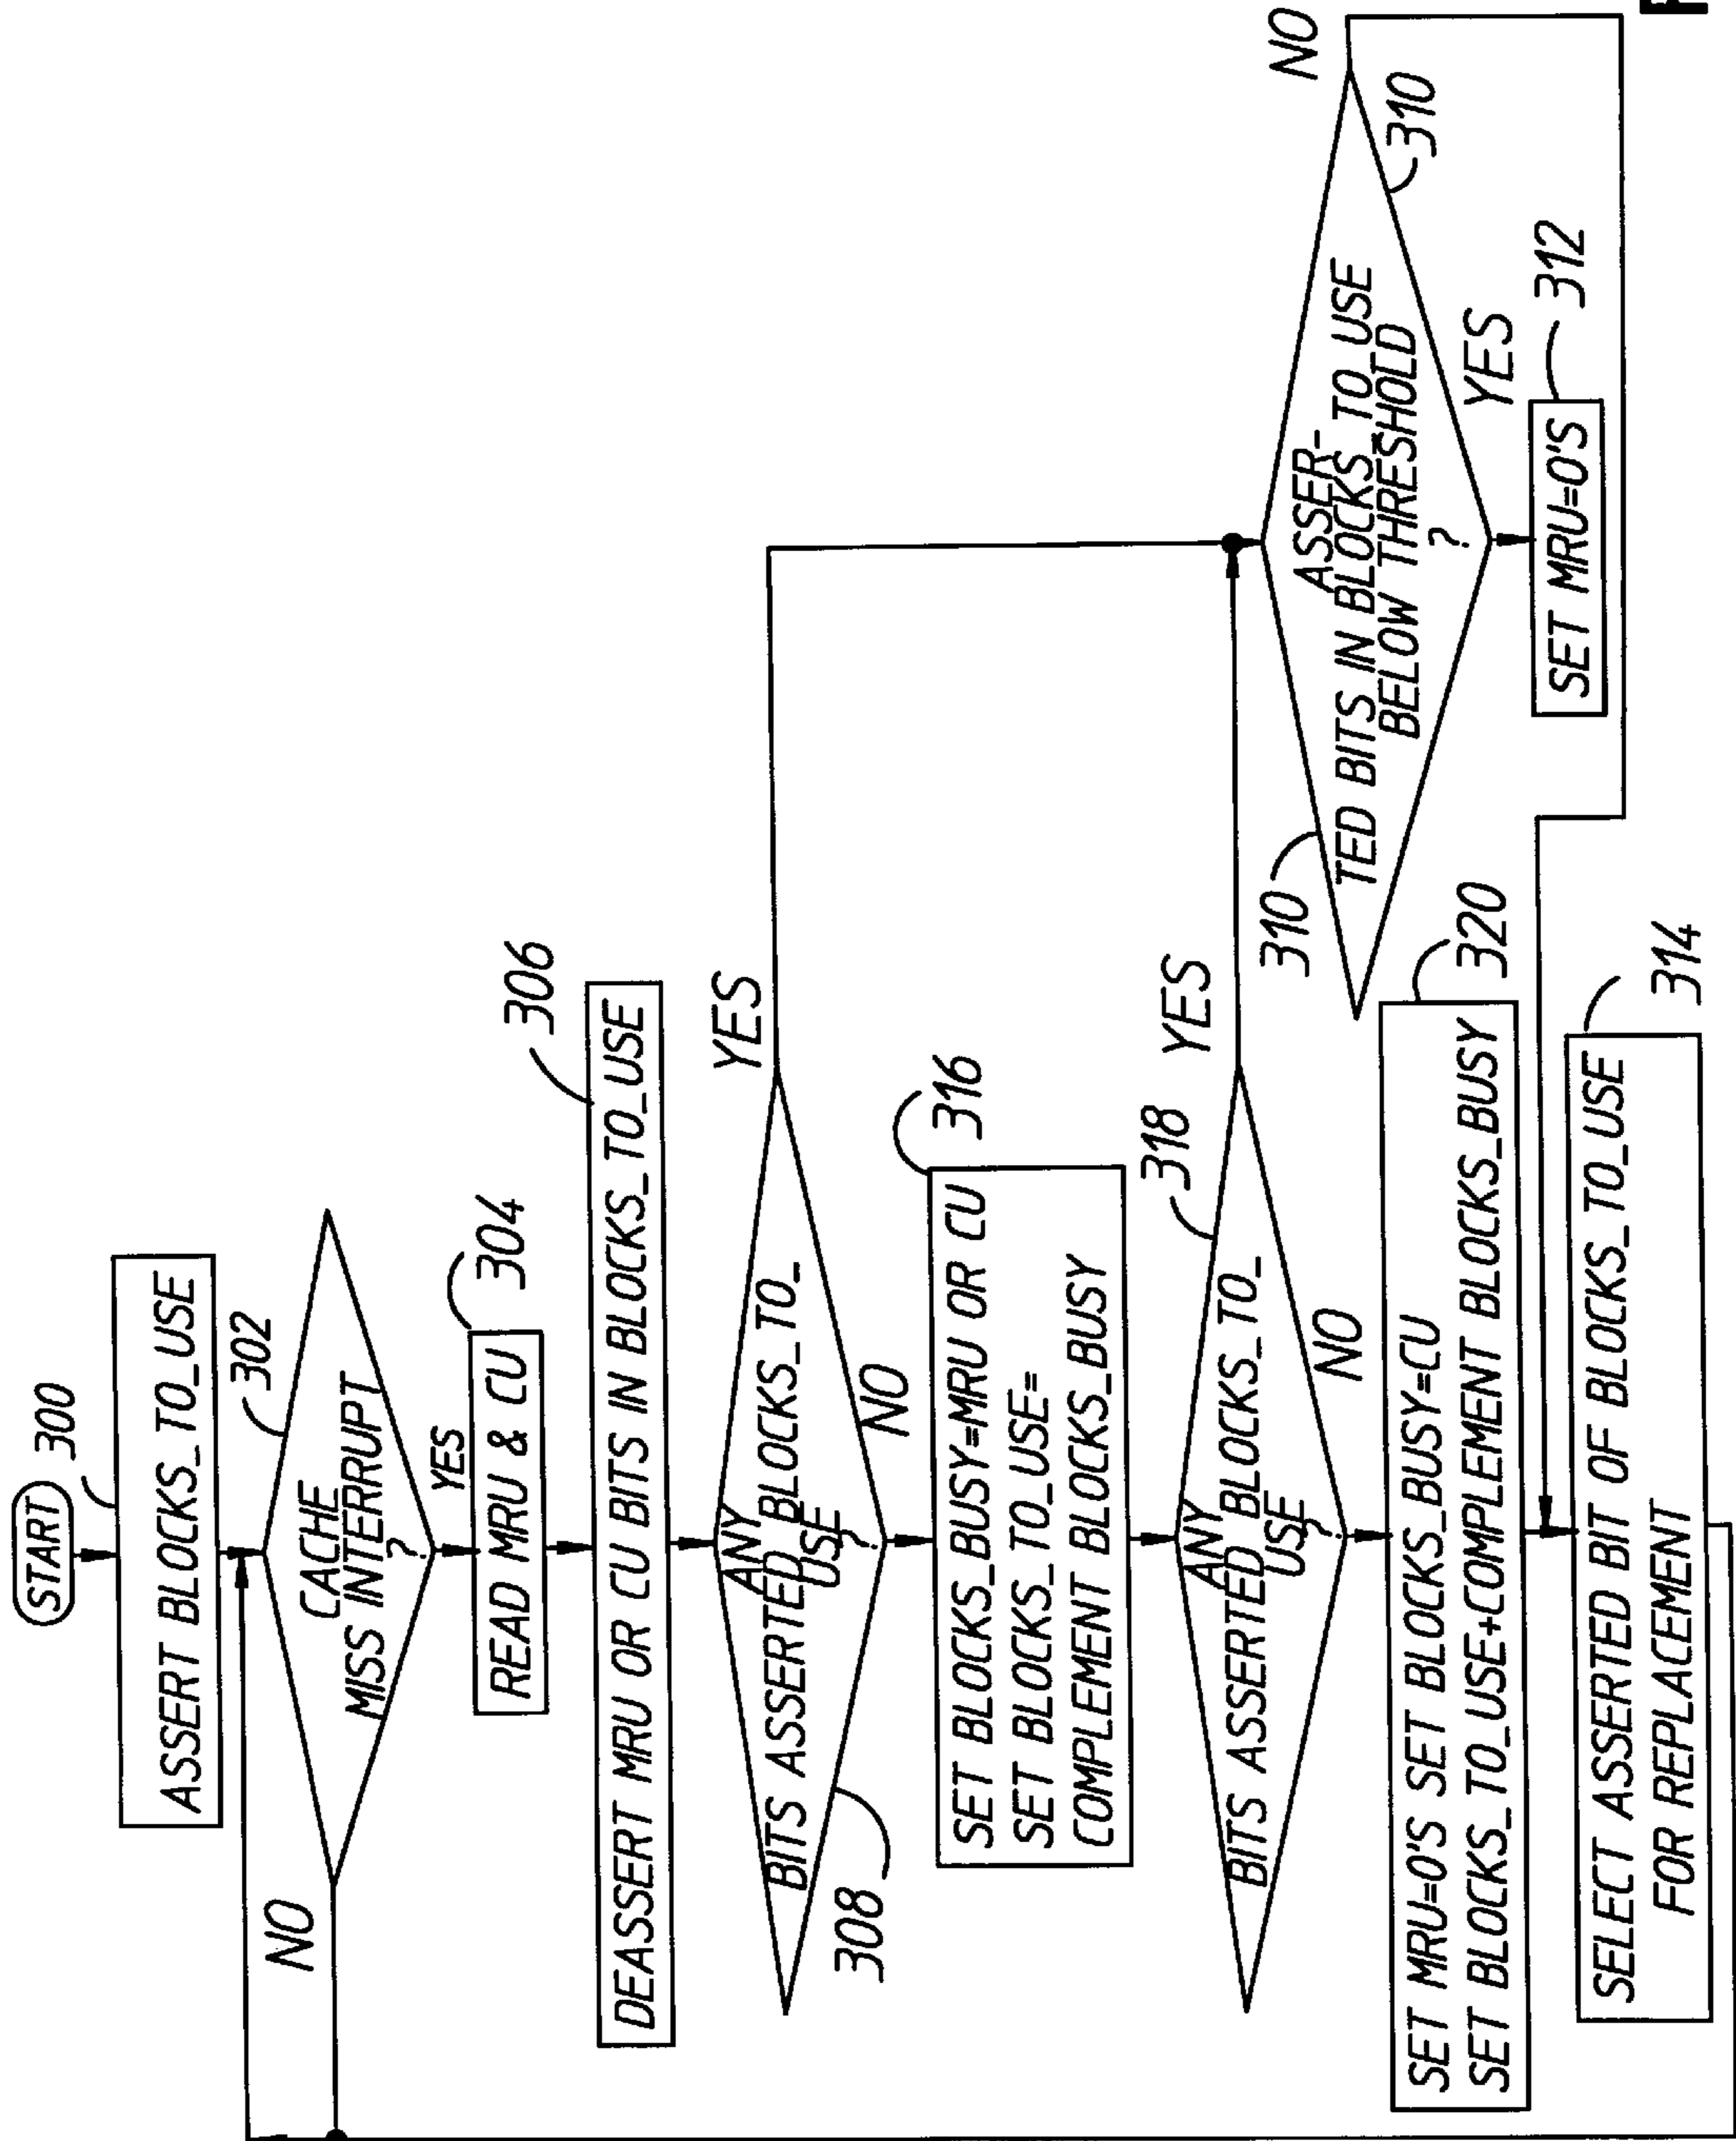 START
300
ASSERT BLOCKS_TO_USE
302
CACHE
MISS INTERRUPT
?
NO
YES
304
READ MRU & CU
306
DEASSERT MRU OR CU BITS IN BLOCKS_TO_USE
ANY
BITS ASSERTED BLOCKS_TO_
USE
?
308
YES
NO
316
SET BLOCKS_BUSY=MRU OR CU
SET BLOCKS_TO_USE=
COMPLEMENT BLOCKS_BUSY
318
ANY
BITS ASSERTED BLOCKS_TO_
USE
?
YES
NO
310
ASSER-
TED BITS IN BLOCKS_TO_USE
BELOW THRESHOLD
?
310
NO
YES
312
SET MRU=0'S
320
SET MRU=0'S SET BLOCKS_BUSY=CU
SET BLOCKS_TO_USE+COMPLEMENT BLOCKS_BUSY
314
SELECT ASSERTED BIT OF BLOCKS_TO_USE
FOR REPLACEMENT